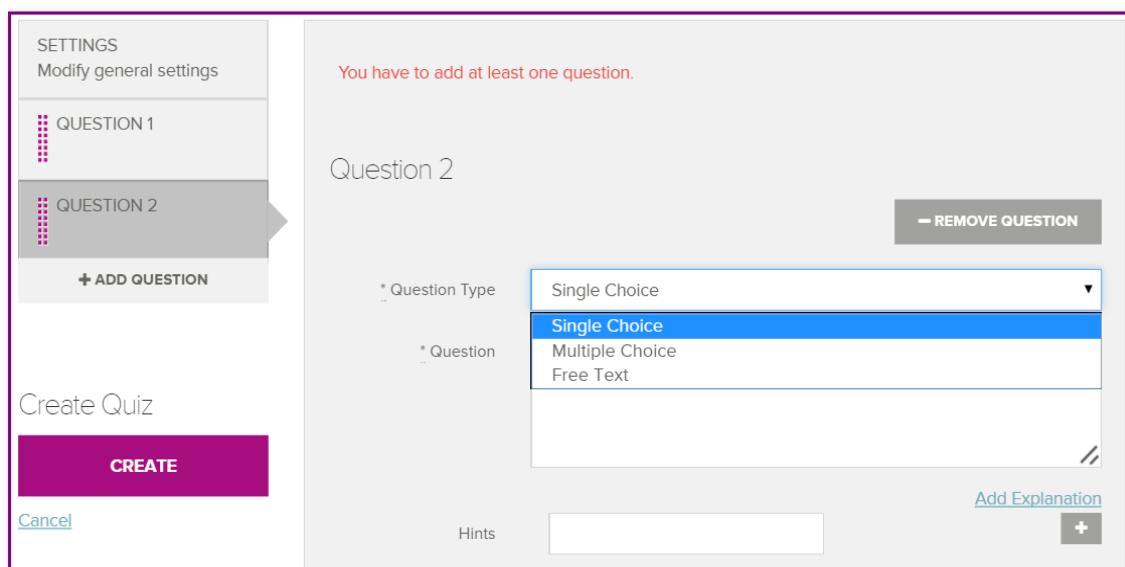 SETTINGS
Modify general settings
QUESTION 1
QUESTION 2
+ ADD QUESTION
Create Quiz
CREATE
Cancel
You have to add at least one question.
Question 2
− REMOVE QUESTION
* Question Type
Single Choice
Single Choice
Multiple Choice
Free Text
* Question
Add Explanation
Hints
+